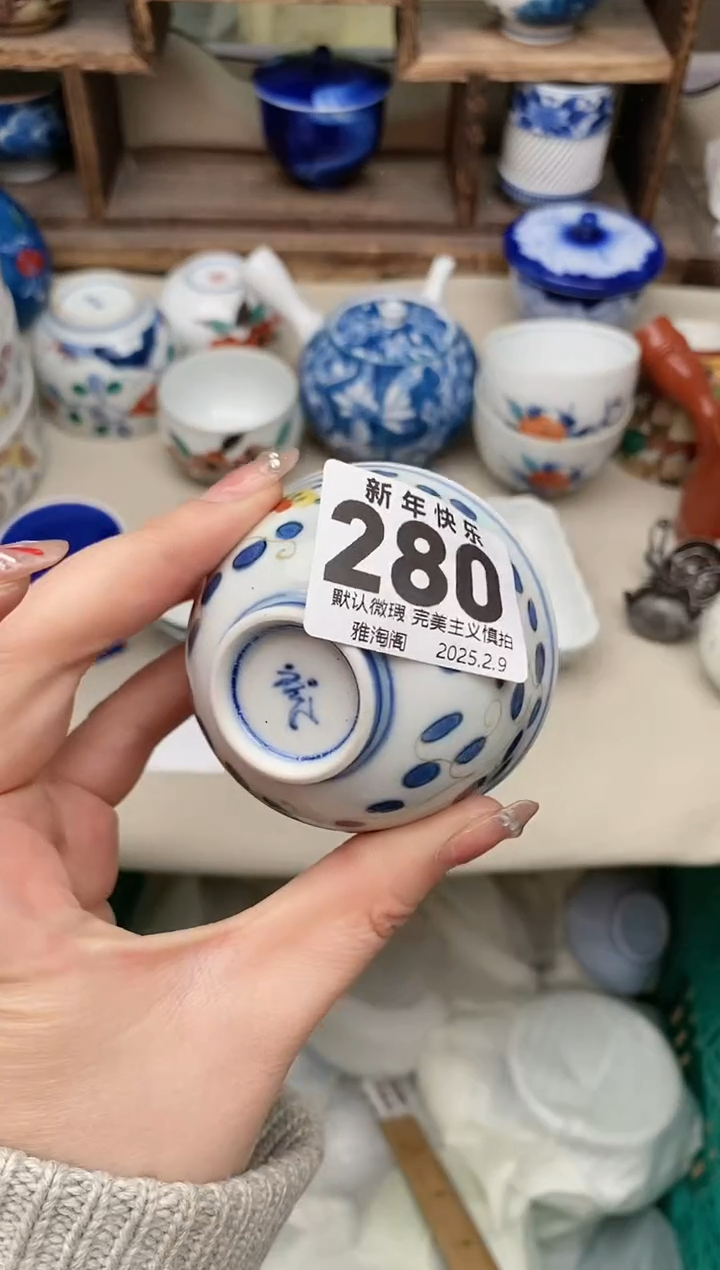 新年快乐
280
默认微瑕 完美主义慎拍
雅淘阁 2025.2.9